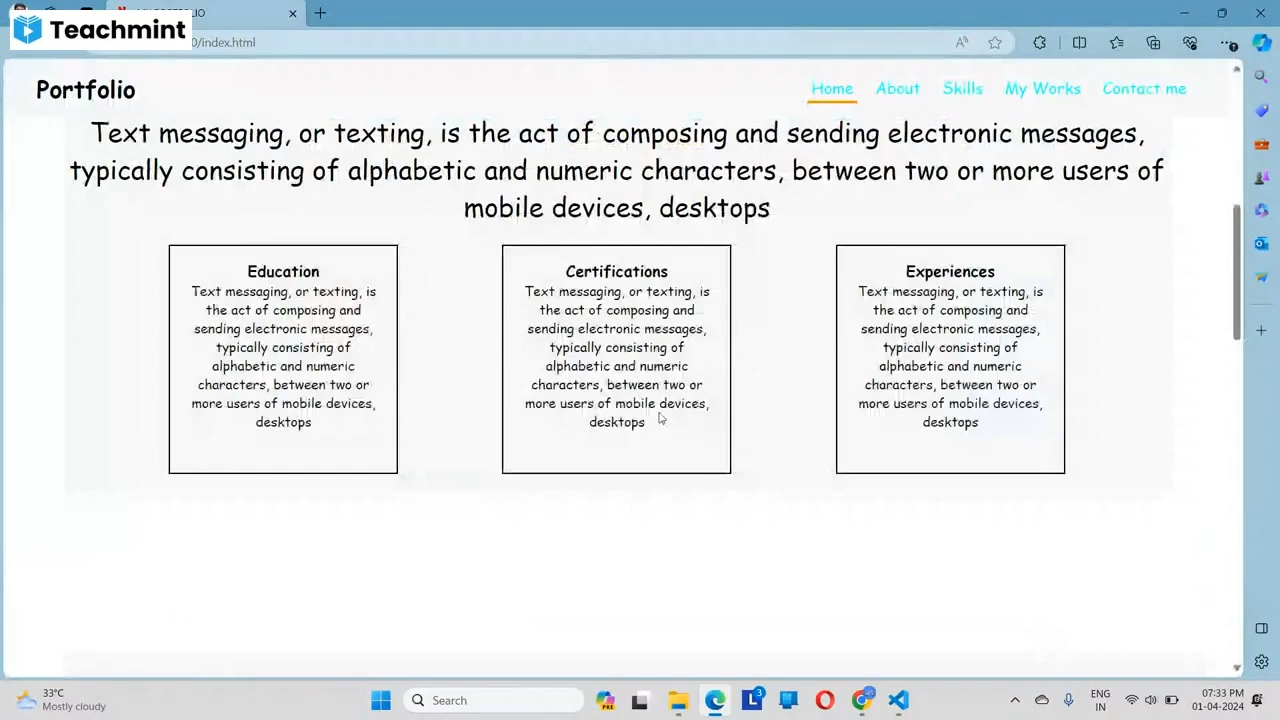 Teachmint
0/index.html
Portfolio
Home About Skills My Works Contact me
Text messaging, or texting, is the act of composing and sending electronic messages,
typically consisting of alphabetic and numeric characters, between two or more users of
mobile devices, desktops
Education
Text messaging, or texting, is
the act of composing and
sending electronic messages,
typically consisting of
alphabetic and numeric
characters, between two or
more users of mobile devices,
desktops
Certifications
Text messaging, or texting, is
the act of composing and
sending electronic messages,
typically consisting of
alphabetic and numeric
characters, between two or
more users of mobile devices,
desktops
Experiences
Text messaging, or texting, is
the act of composing and
sending electronic messages,
typically consisting of
alphabetic and numeric
characters, between two or
more users of mobile devices,
desktops
33°C
Mostly cloudy
Search
PRE
3
ENG
IN
07:33 PM
01-04-2024